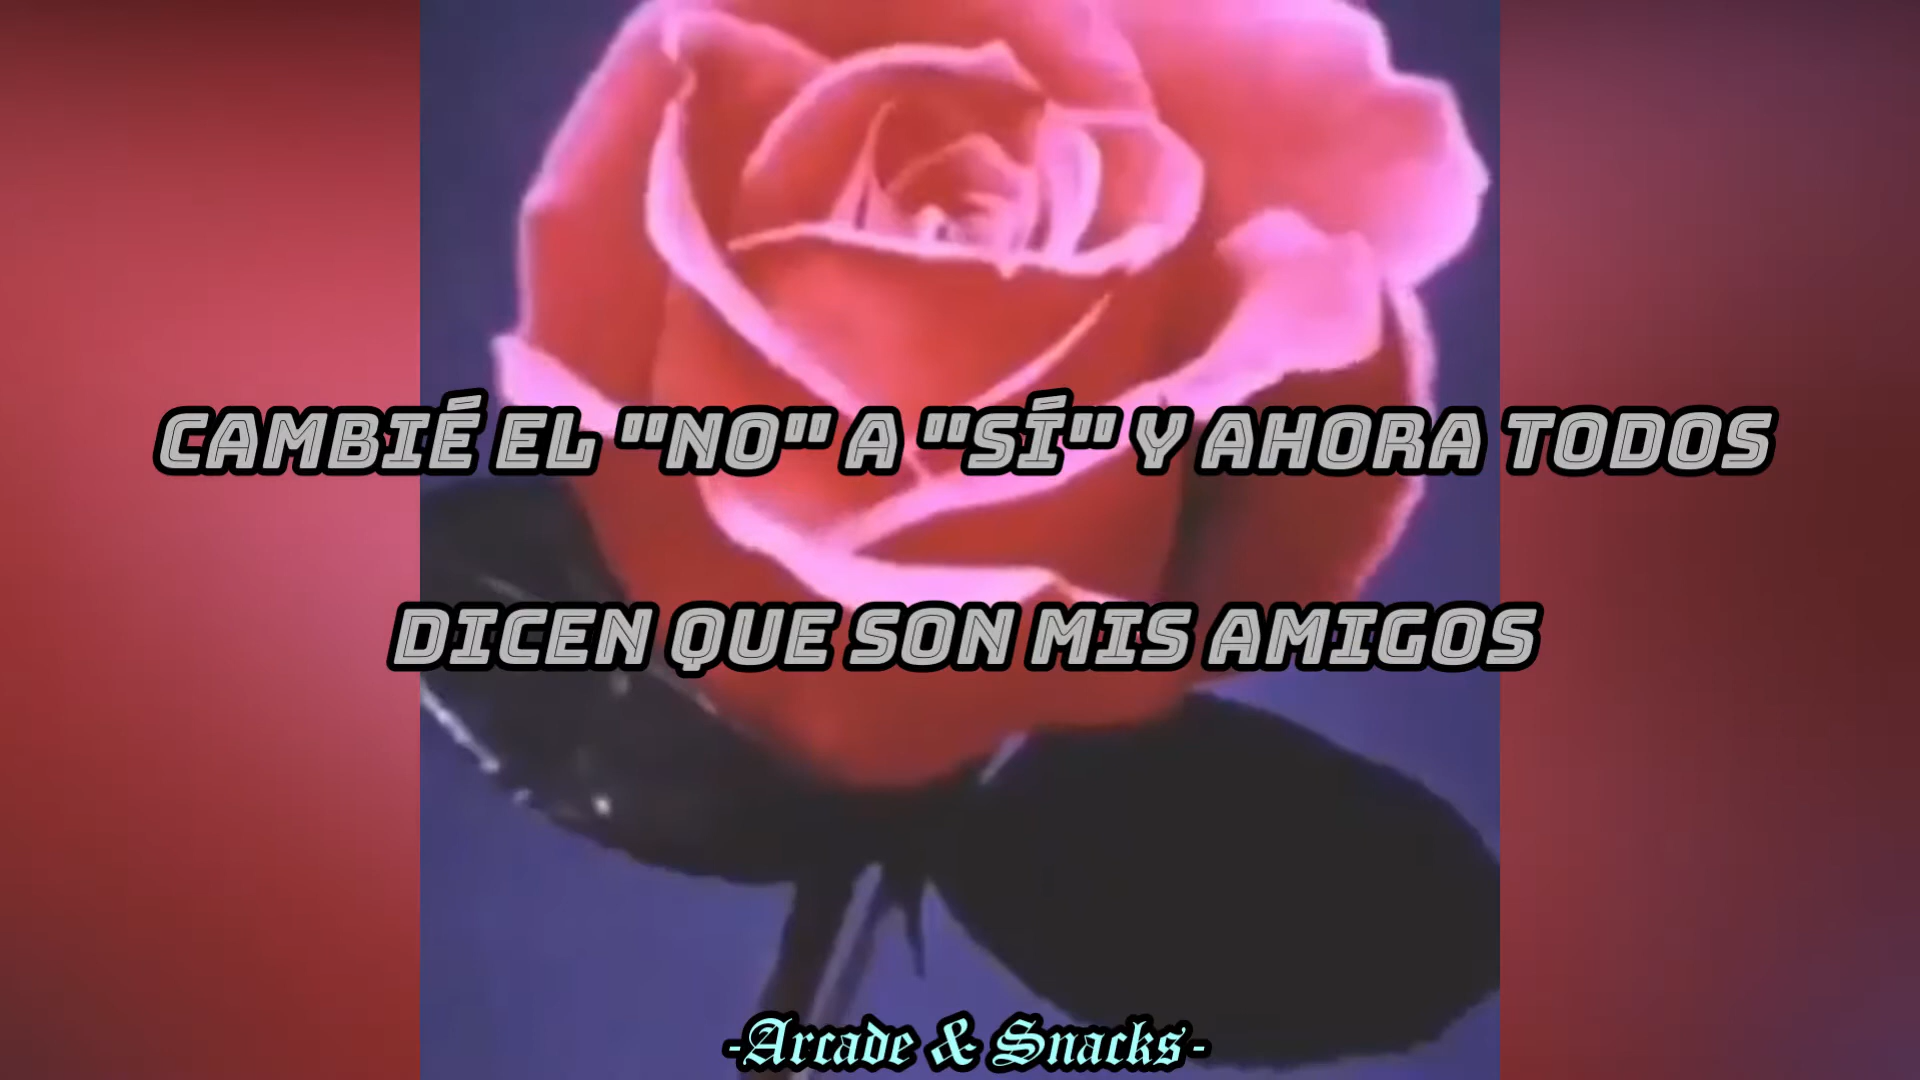 CAMBIÉ EL "NO" A "SÍ" Y AHORA TODOS
DICEN QUE SON MIS AMIGOS
-Arcade & Snacks-